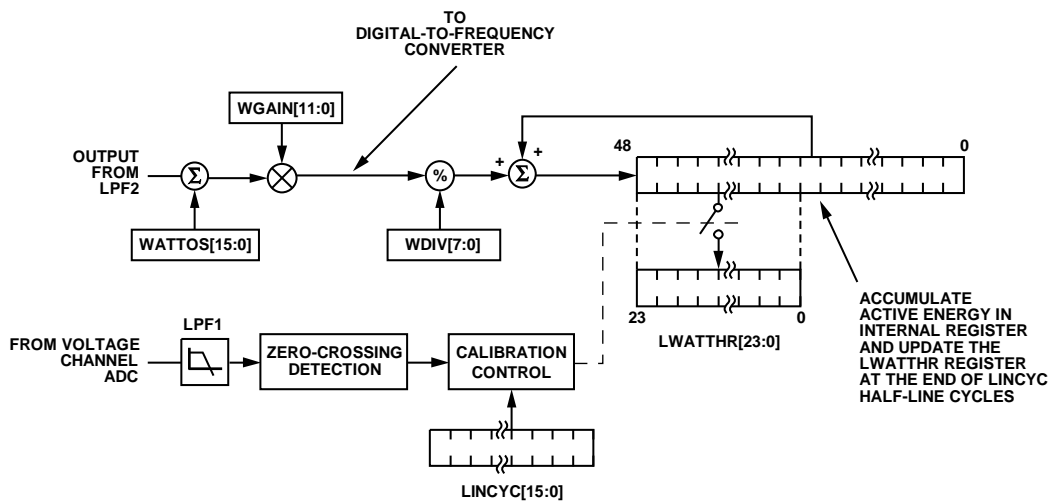 TO
DIGITAL-TO-FREQUENCY
CONVERTER
WGAIN[11:0]
OUTPUT
FROM
LPF2
Σ
%
+
+
Σ
48
0
WATTOS[15:0]
WDIV[7:0]
23
0
LWATTHR[23:0]
ACCUMULATE
ACTIVE ENERGY IN
INTERNAL REGISTER
AND UPDATE THE
LWATTHR REGISTER
AT THE END OF LINCYC
HALF-LINE CYCLES
FROM VOLTAGE
CHANNEL
ADC
LPF1
ZERO-CROSSING
DETECTION
CALIBRATION
CONTROL
LINCYC[15:0]